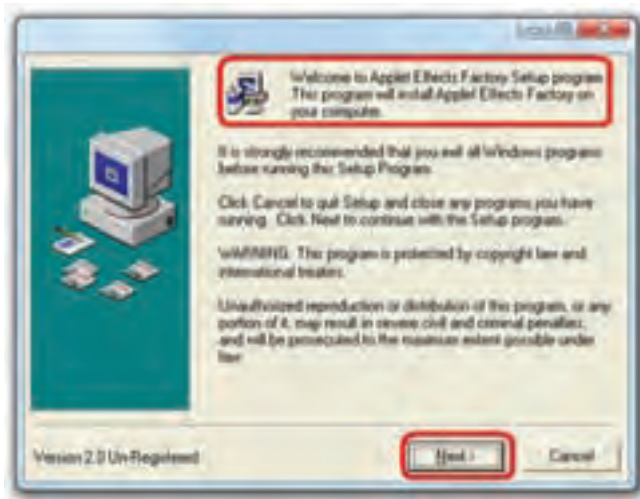 Welcome to Applet Effects Factory Setup program
This program will install Applet Effects Factory on
your computer.
It is strongly recommended that you exit all Windows programs
before running this Setup Program.
Click Cancel to quit Setup and close any programs you have
running. Click Next to continue with the Setup program.
WARNING: This program is protected by copyright law and
international treaties.
Unauthorized reproduction or distribution of this program, or any
portion of it, may result in severe civil and criminal penalties,
and will be prosecuted to the maximum extent possible under
law.
Version 2.0 Un-Registered
Next >
Cancel